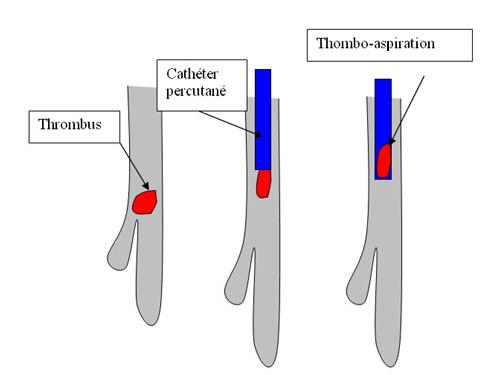 Thrombus
Cathéter
percutané
Thombo-aspiration